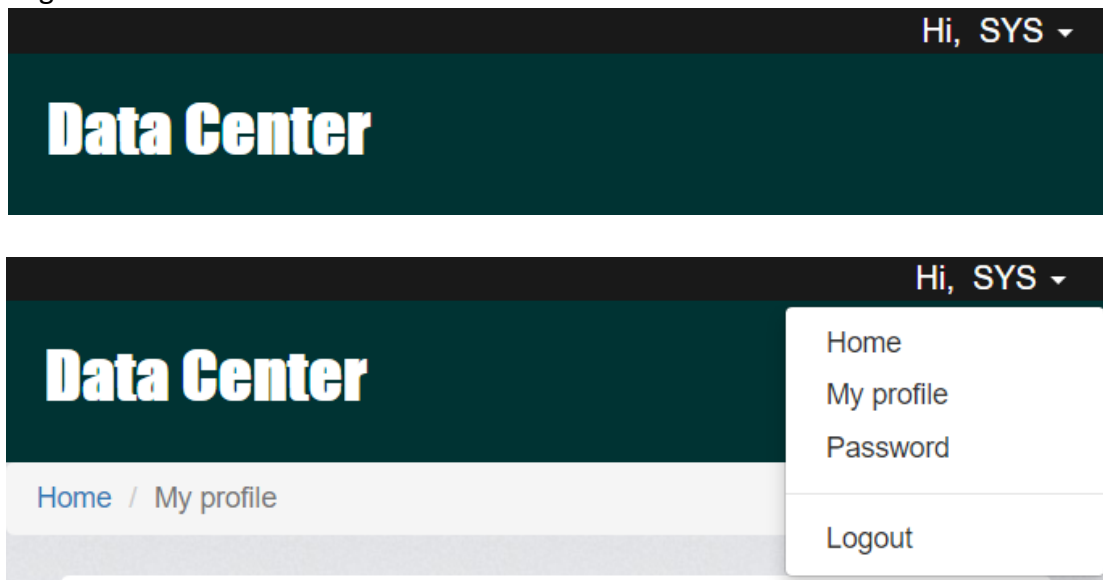 Hi, SYS
Data Center
Hi, SYS
Data Center
Home
My profile
Password
Logout
Home / My profile